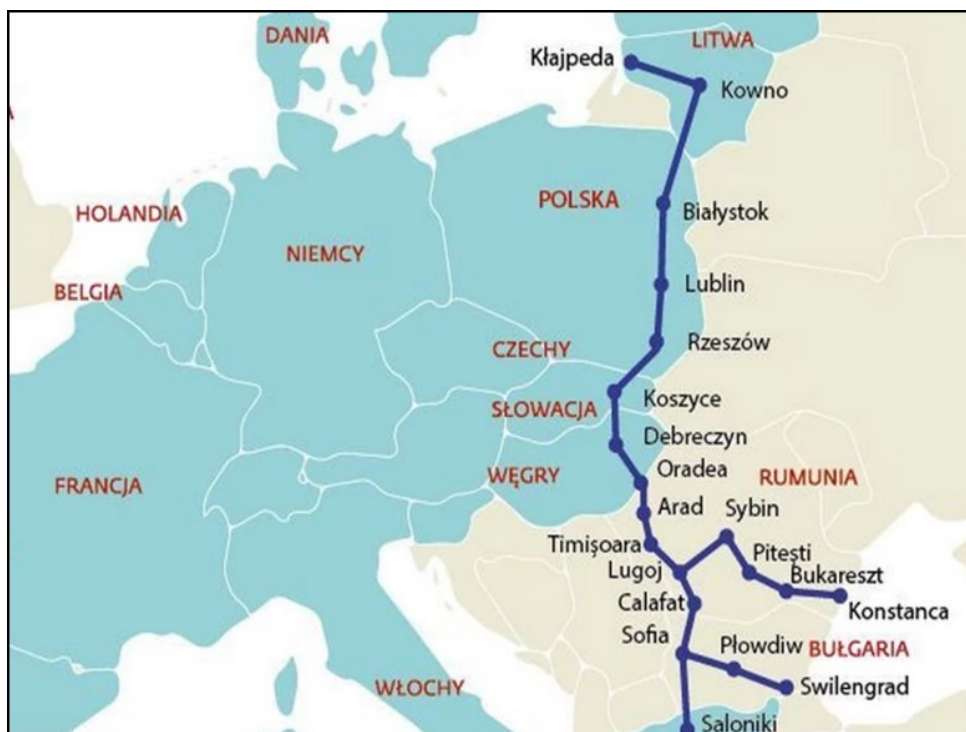 DANIA
LITWA
Kłajpeda
Kowno
POLSKA
Białystok
HOLANDIA
NIEMCY
BELGIA
Lublin
Rzeszów
CZECHY
Koszyce
SŁOWACJA
Debreczyn
WĘGRY
Oradea
RUMUNIA
FRANCJA
Arad
Sybin
Timişoara
Piteşti
Lugoj
Bukareszt
Calafat
Konstanca
Sofia
Płowdiw
BUŁGARIA
WŁOCHY
Swilengrad
Saloniki